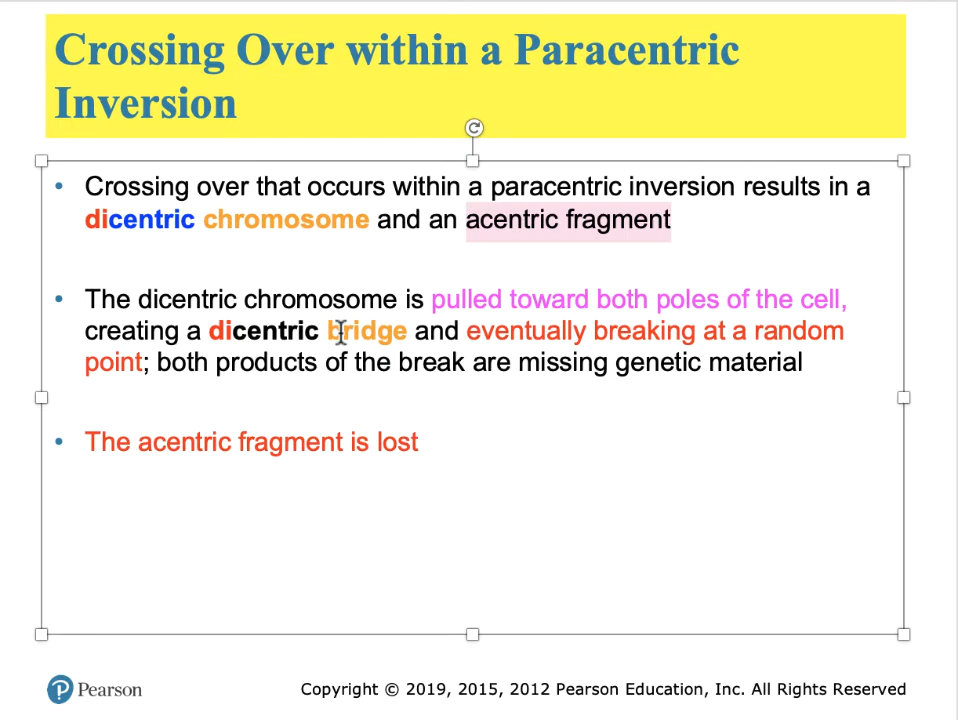 Crossing Over within a Paracentric
Inversion
• Crossing over that occurs within a paracentric inversion results in a
dicentric chromosome and an acentric fragment
• The dicentric chromosome is pulled toward both poles of the cell,
creating a dicentric bridge and eventually breaking at a random
point; both products of the break are missing genetic material
• The acentric fragment is lost
Pearson
Copyright © 2019, 2015, 2012 Pearson Education, Inc. All Rights Reserved